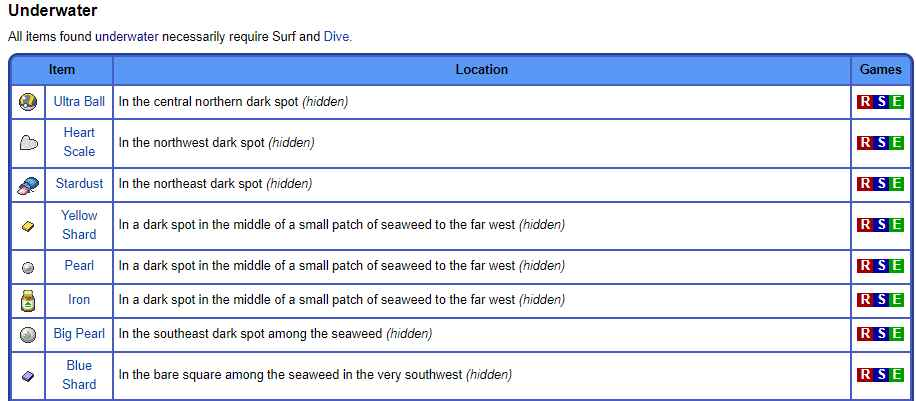 Underwater
All items found underwater necessarily require Surf and Dive.
Item Location Games
Ultra Ball In the central northern dark spot (hidden) R S E
Heart Scale In the northwest dark spot (hidden) R S E
Stardust In the northeast dark spot (hidden) R S E
Yellow Shard In a dark spot in the middle of a small patch of seaweed to the far west (hidden) R S E
Pearl In a dark spot in the middle of a small patch of seaweed to the far west (hidden) R S E
Iron In a dark spot in the middle of a small patch of seaweed to the far west (hidden) R S E
Big Pearl In the southeast dark spot among the seaweed (hidden) R S E
Blue Shard In the bare square among the seaweed in the very southwest (hidden) R S E